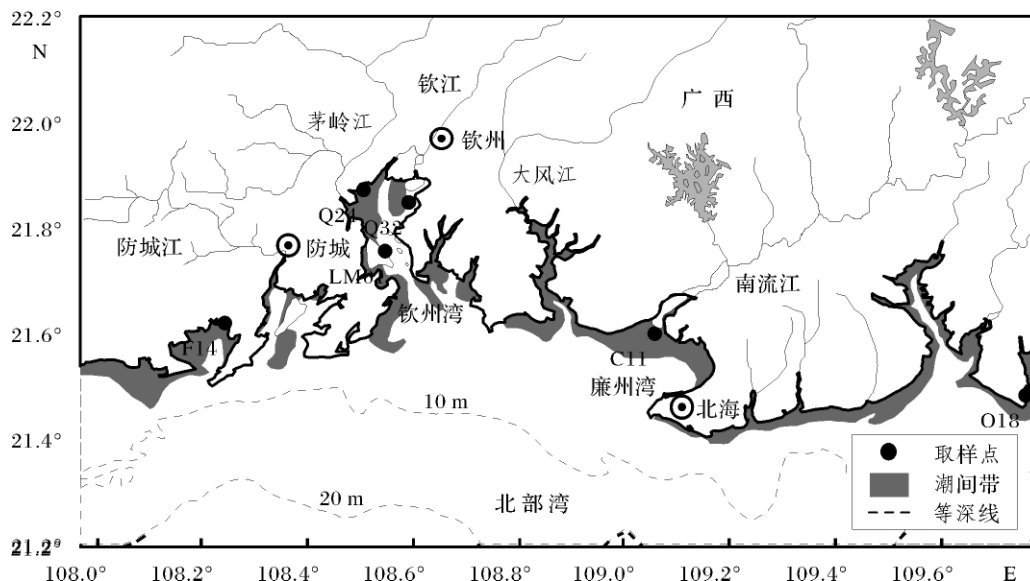 22.2°
N
钦江
广 西
22.0°
茅岭江
钦州
大风江
Q24
Q32
21.8°
防城江
防城
LM6
南流江
钦州湾
21.6°
F14
C11
廉州湾
10 m
北海
O18
21.4°
取样点
潮间带
20 m
北部湾
等深线
21.2°
108.0°
108.2°
108.4°
108.6°
108.8°
109.0°
109.2°
109.4°
109.6°
E